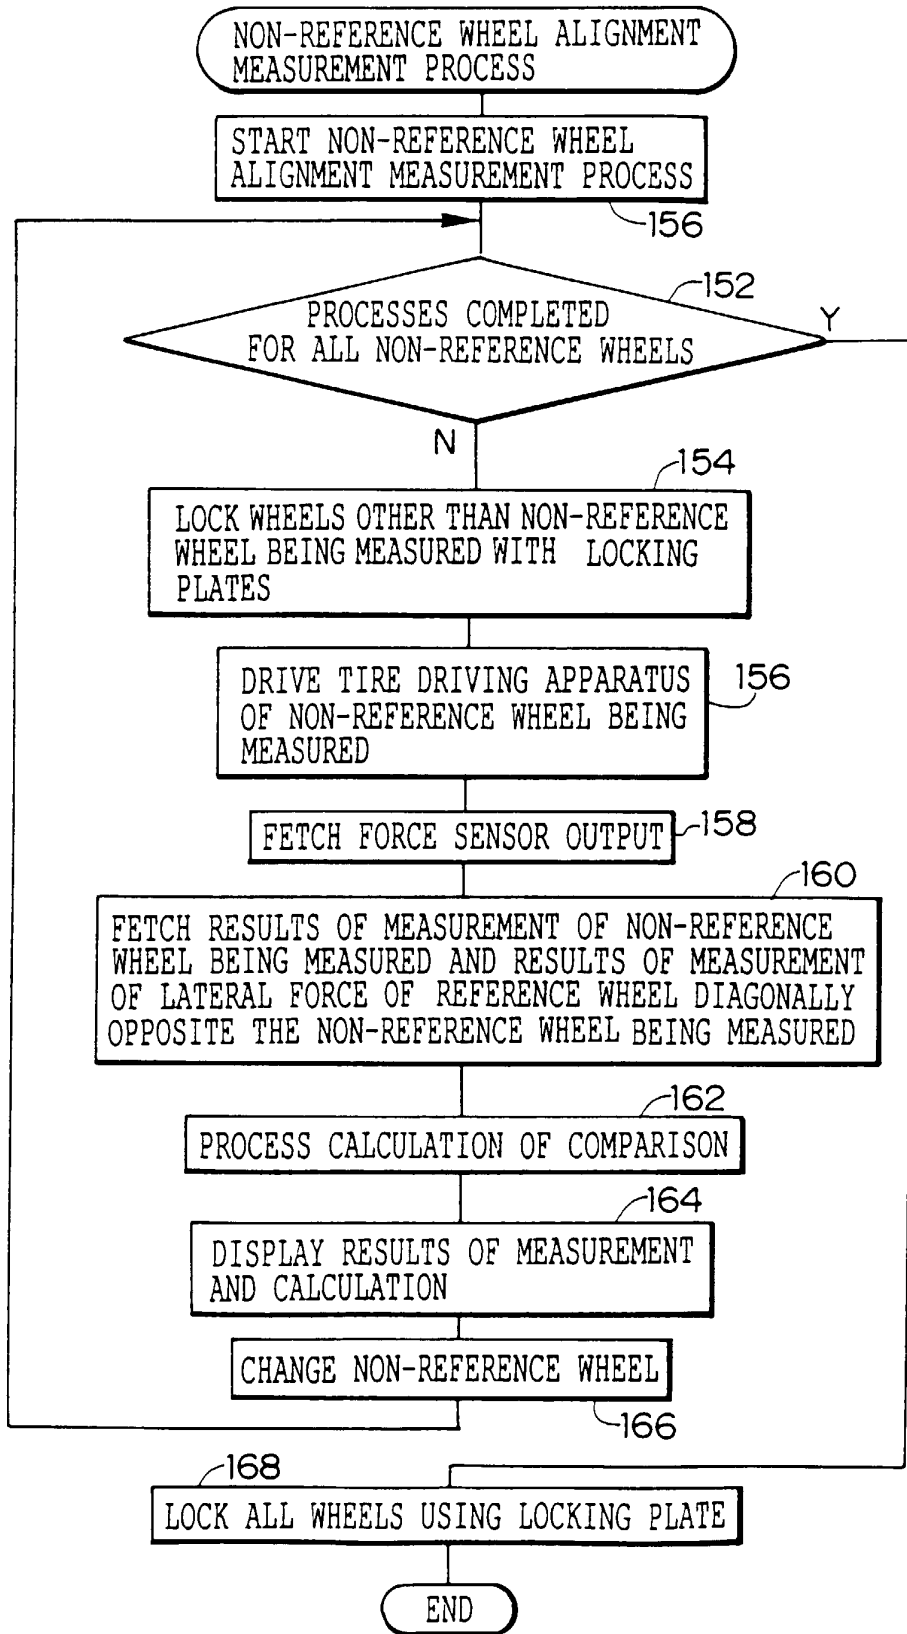 NON-REFERENCE WHEEL ALIGNMENT
MEASUREMENT PROCESS
START NON-REFERENCE WHEEL
ALIGNMENT MEASUREMENT PROCESS
156
152
PROCESSES COMPLETED
FOR ALL NON-REFERENCE WHEELS
Y
N
154
LOCK WHEELS OTHER THAN NON-REFERENCE
WHEEL BEING MEASURED WITH LOCKING
PLATES
DRIVE TIRE DRIVING APPARATUS
OF NON-REFERENCE WHEEL BEING
MEASURED
156
FETCH FORCE SENSOR OUTPUT
158
160
FETCH RESULTS OF MEASUREMENT OF NON-REFERENCE
WHEEL BEING MEASURED AND RESULTS OF MEASUREMENT
OF LATERAL FORCE OF REFERENCE WHEEL DIAGONALLY
OPPOSITE THE NON-REFERENCE WHEEL BEING MEASURED
162
PROCESS CALCULATION OF COMPARISON
164
DISPLAY RESULTS OF MEASUREMENT
AND CALCULATION
CHANGE NON-REFERENCE WHEEL
166
168
LOCK ALL WHEELS USING LOCKING PLATE
END